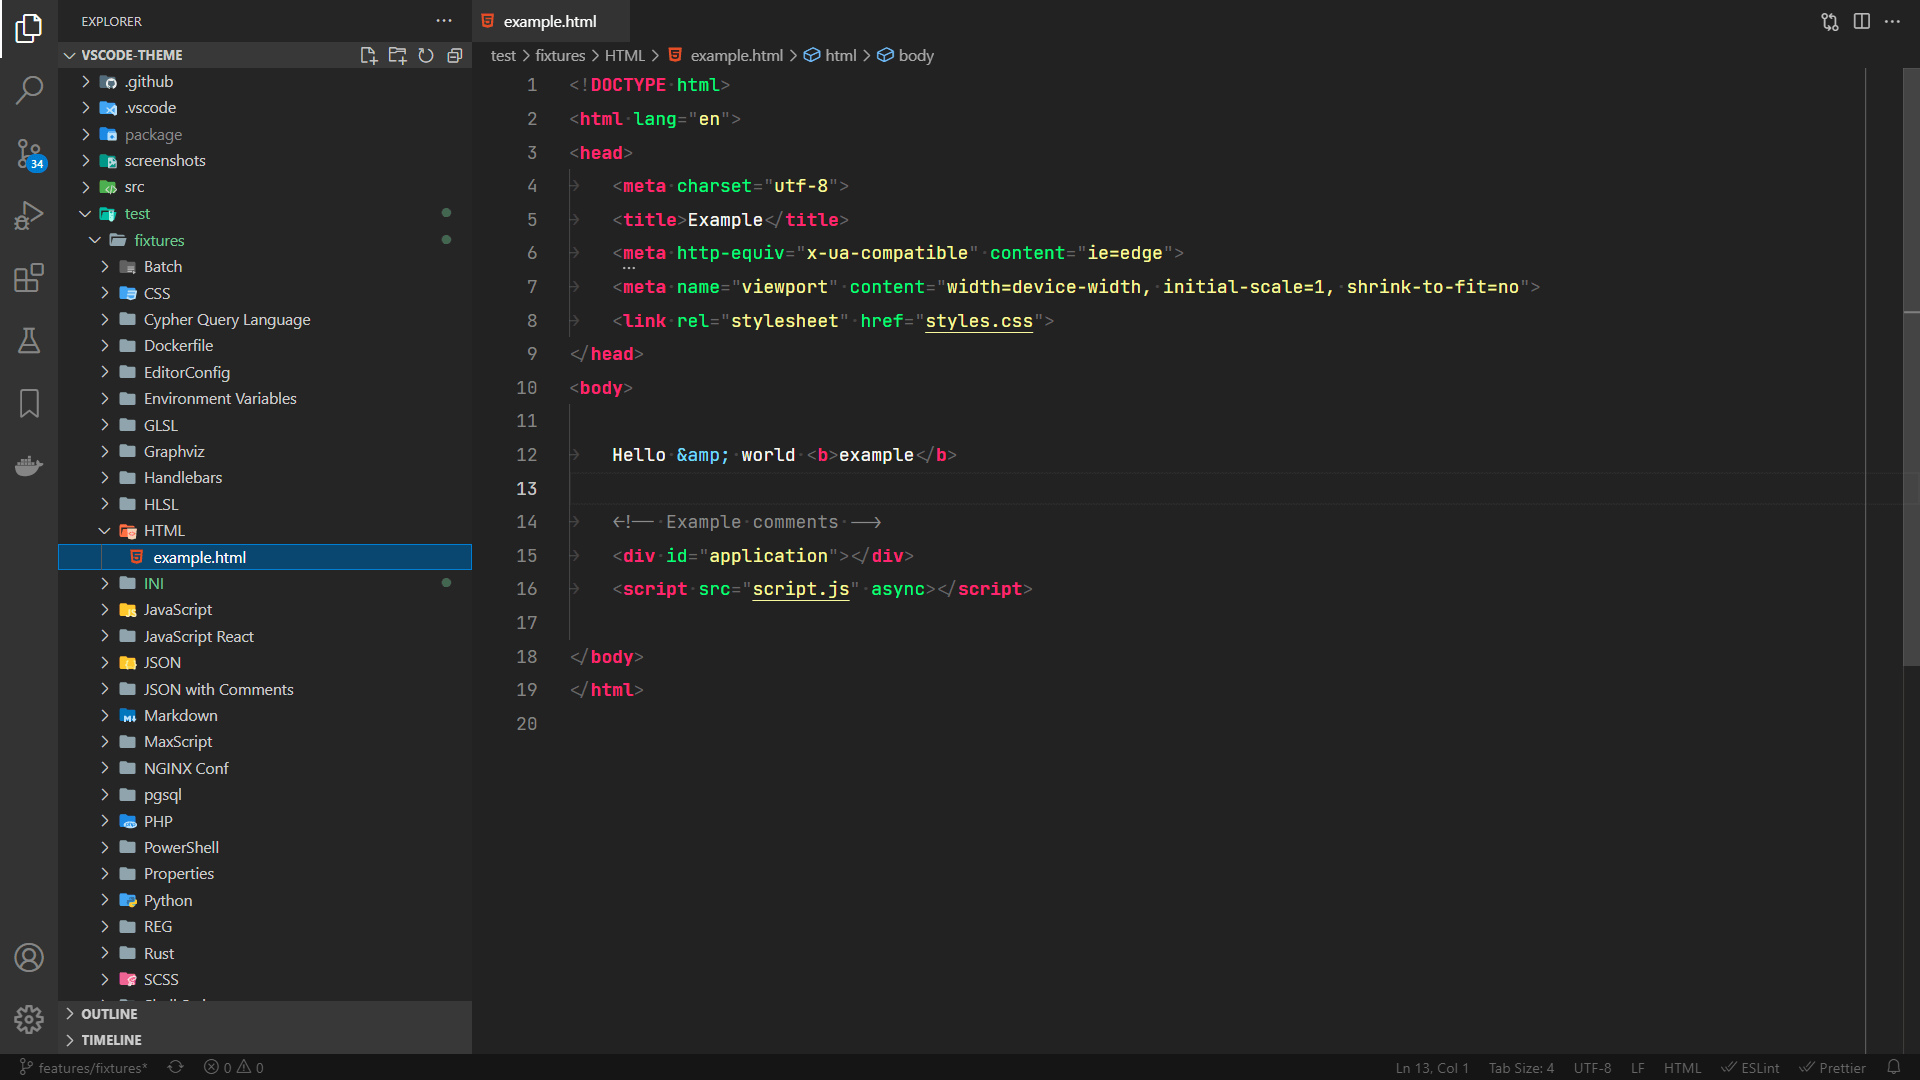 EXPLORER
VSCODE-THEME
.github
.vscode
package
screenshots
src
test
fixtures
Batch
CSS
Cypher Query Language
Dockerfile
EditorConfig
Environment Variables
GLSL
Graphviz
Handlebars
HLSL
HTML
example.html
INI
JavaScript
JavaScript React
JSON
JSON with Comments
Markdown
MaxScript
NGINX Conf
pgsql
PHP
PowerShell
Properties
Python
REG
Rust
SCSS
OUTLINE
TIMELINE
34
example.html
test > fixtures > HTML > example.html > html > body
1 <!DOCTYPE html>
2 <html lang="en">
3 <head>
4 <meta charset="utf-8">
5 <title>Example</title>
6 <meta http-equiv="x-ua-compatible" content="ie=edge">
7 <meta name="viewport" content="width=device-width, initial-scale=1, shrink-to-fit=no">
8 <link rel="stylesheet" href="styles.css">
9 </head>
10 <body>
11
12 Hello &amp; world <b>example</b>
13
14 <!-- Example comments -->
15 <div id="application"></div>
16 <script src="script.js" async></script>
17
18 </body>
19 </html>
20
features/fixtures* 0 0 Ln 13, Col 1 Tab Size: 4 UTF-8 LF HTML ESLint Prettier